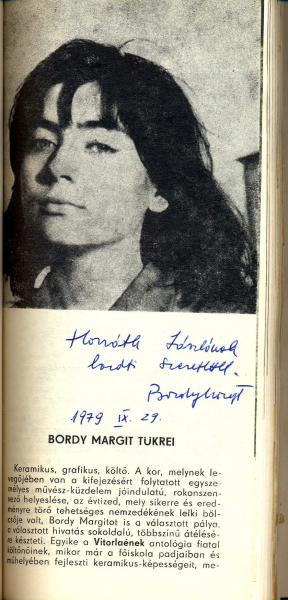 Horváth Lászlónak
baráti szeretettel.
Bordy Margit
1979 IX. 29.
BORDY MARGIT TÜKREI
Keramikus, grafikus, költő. A kor, melynek le-
vegőjében van a kifejezésért folytatott egysze-
mélyes művész-küzdelem jóindulatú, rokonszen-
vező helyeslése, az évtized, mely sikerre és ered-
ményre törő tehetséges nemzedékének lelki böl-
csője volt, Bordy Margitot is a választott pálya,
a választott hivatás sokoldalú, többszínű átélésé-
re készteti. Egyike a Vitorlaének antológia fiatal
költőinek, mikor már a főiskola padjaiban és
műhelyében fejleszti keramikus-képességeit, me-